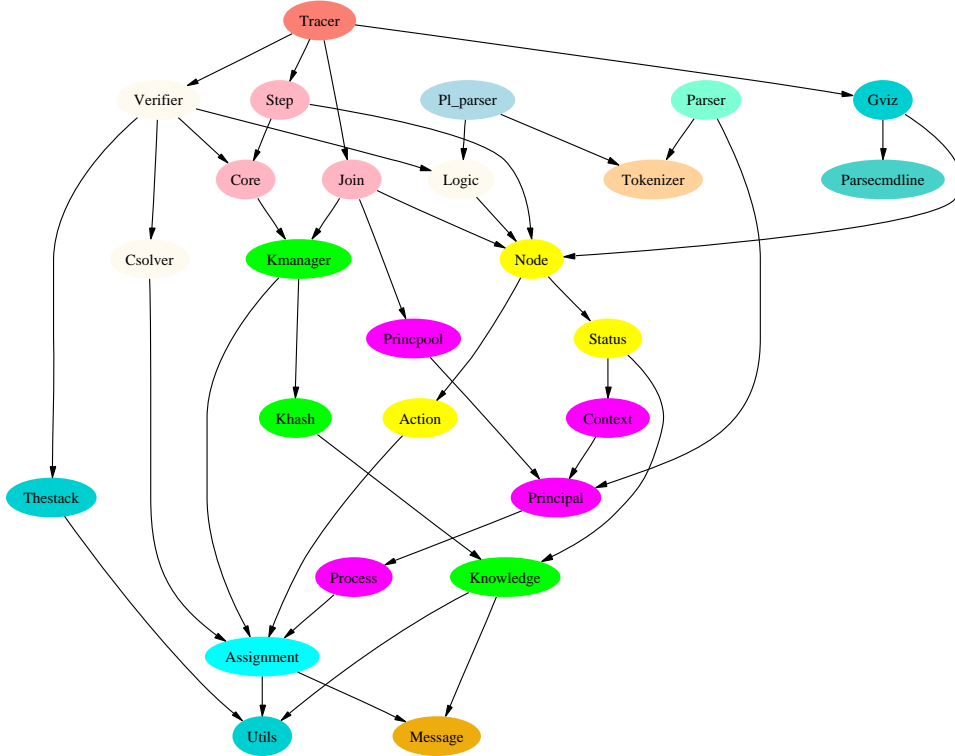 Tracer
Verifier
Step
Pl_parser
Parser
Gviz
Core
Join
Logic
Tokenizer
Parsecmdline
Csolver
Kmanager
Node
Princpool
Status
Khash
Action
Context
Thestack
Principal
Process
Knowledge
Assignment
Utils
Message